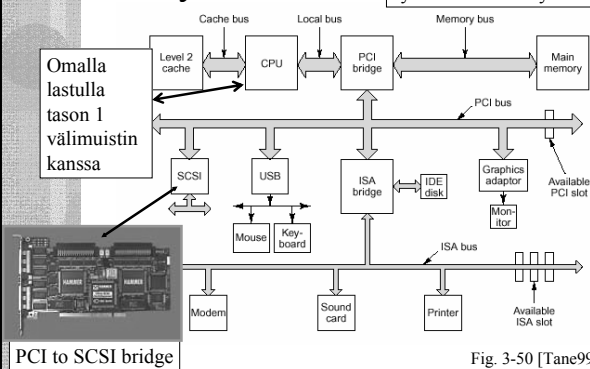 Cache bus
Local bus
Memory bus
Omalla
lastulla
tason 1
välimuistin
kanssa
Level 2
cache
CPU
PCI
bridge
Main
memory
PCI bus
SCSI
USB
ISA
bridge
IDE
disk
Graphics
adaptor
Available
PCI slot
Mouse
Key-
board
Mon-
itor
ISA bus
Modem
Sound
card
Printer
Available
ISA slot
PCI to SCSI bridge
Fig. 3-50 [Tane99